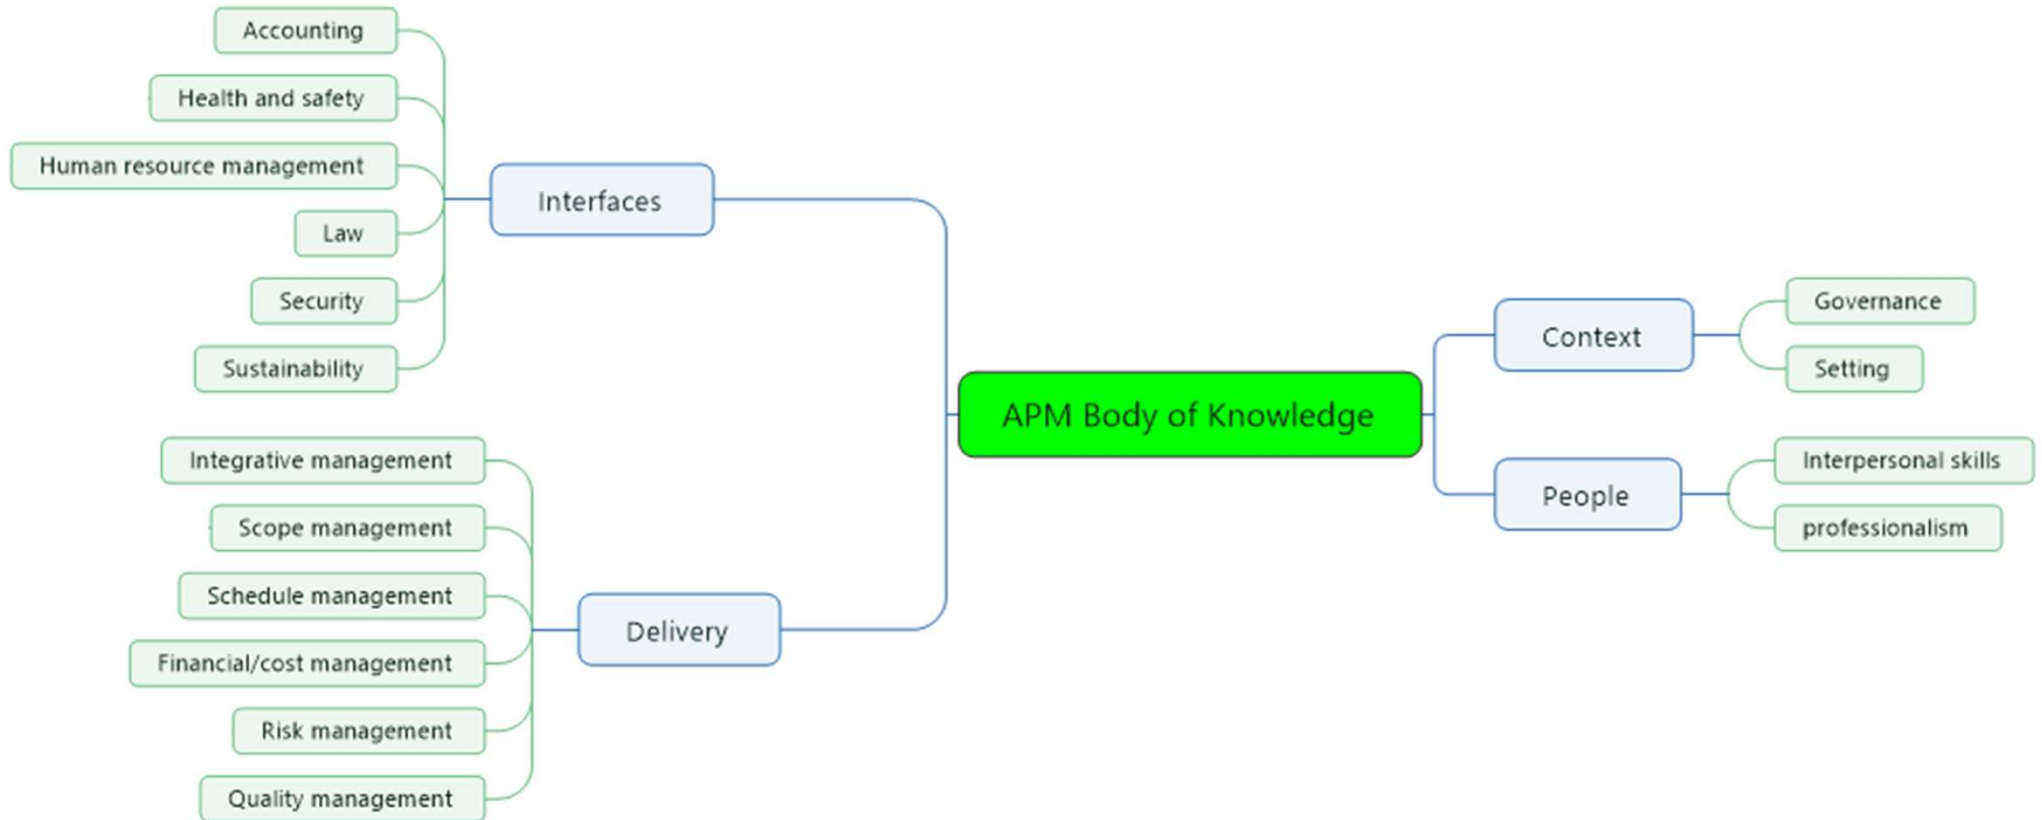 Accounting
Health and safety
Human resource management
Law
Security
Sustainability
Interfaces
Integrative management
Scope management
Schedule management
Financial/cost management
Risk management
Quality management
Delivery
APM Body of Knowledge
Context
Governance
Setting
People
Interpersonal skills
professionalism